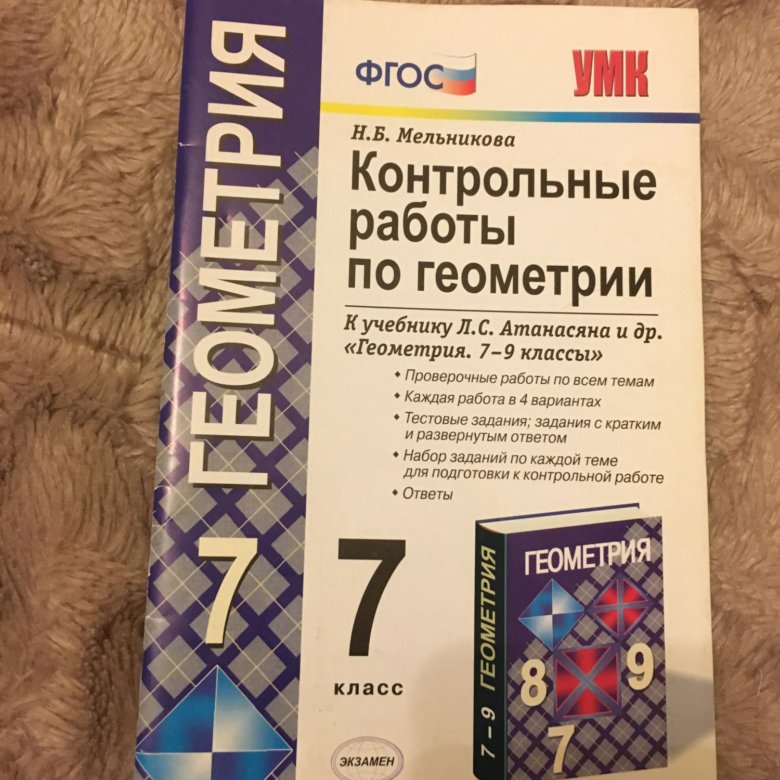 ГЕОМЕТРИЯ
7
ФГОС
УМК
Н.Б. Мельникова
Контрольные
работы
по геометрии
К учебнику Л.С. Атанасяна и др.
«Геометрия. 7–9 классы»
• Проверочные работы по всем темам
• Каждая работа в 4 вариантах
• Тестовые задания; задания с кратким
и развернутым ответом
• Набор заданий по каждой теме
для подготовки к контрольной работе
• Ответы
7
класс
ЭКЗАМЕН
7 – 9 ГЕОМЕТРИЯ
ГЕОМЕТРИЯ
8 9
7